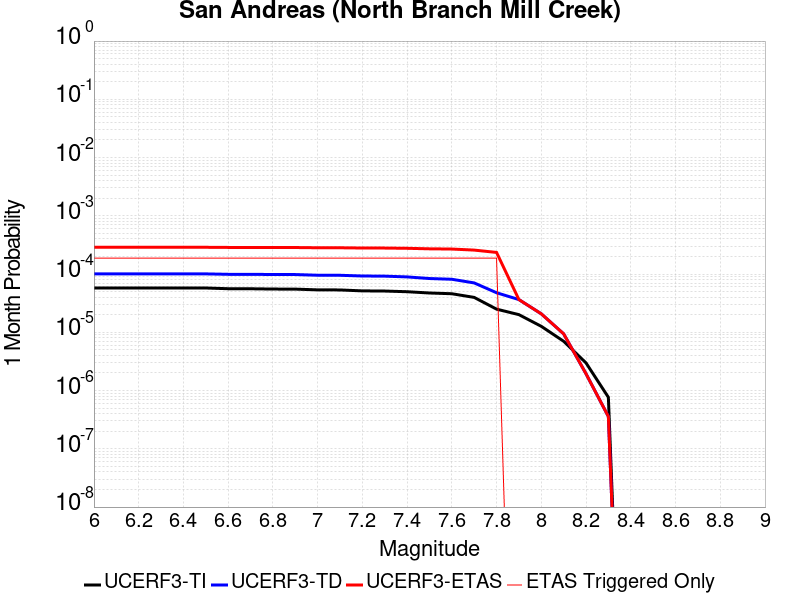 San Andreas (North Branch Mill Creek)
10 0
10 -1
10 -2
10 -3
10 -4
10 -5
10 -6
10 -7
10 -8
1 Month Probability
6 6.2 6.4 6.6 6.8 7 7.2 7.4 7.6 7.8 8 8.2 8.4 8.6 8.8 9
Magnitude
UCERF3-TI UCERF3-TD UCERF3-ETAS ETAS Triggered Only